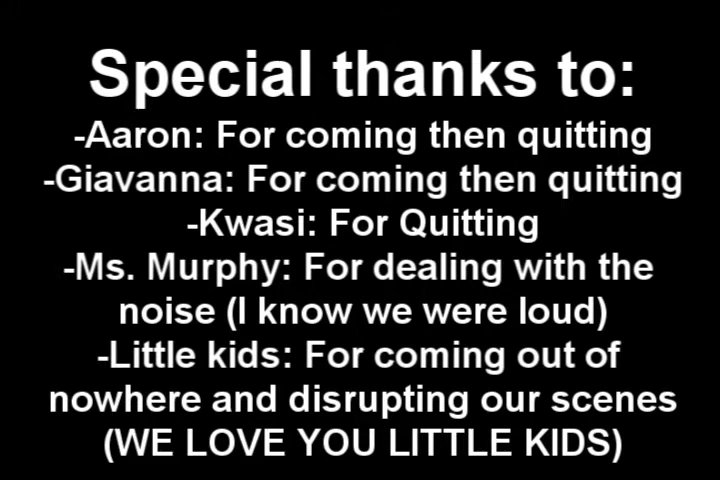 Special thanks to:
-Aaron: For coming then quitting
-Giavanna: For coming then quitting
-Kwasi: For Quitting
-Ms. Murphy: For dealing with the
noise (I know we were loud)
-Little kids: For coming out of
nowhere and disrupting our scenes
(WE LOVE YOU LITTLE KIDS)